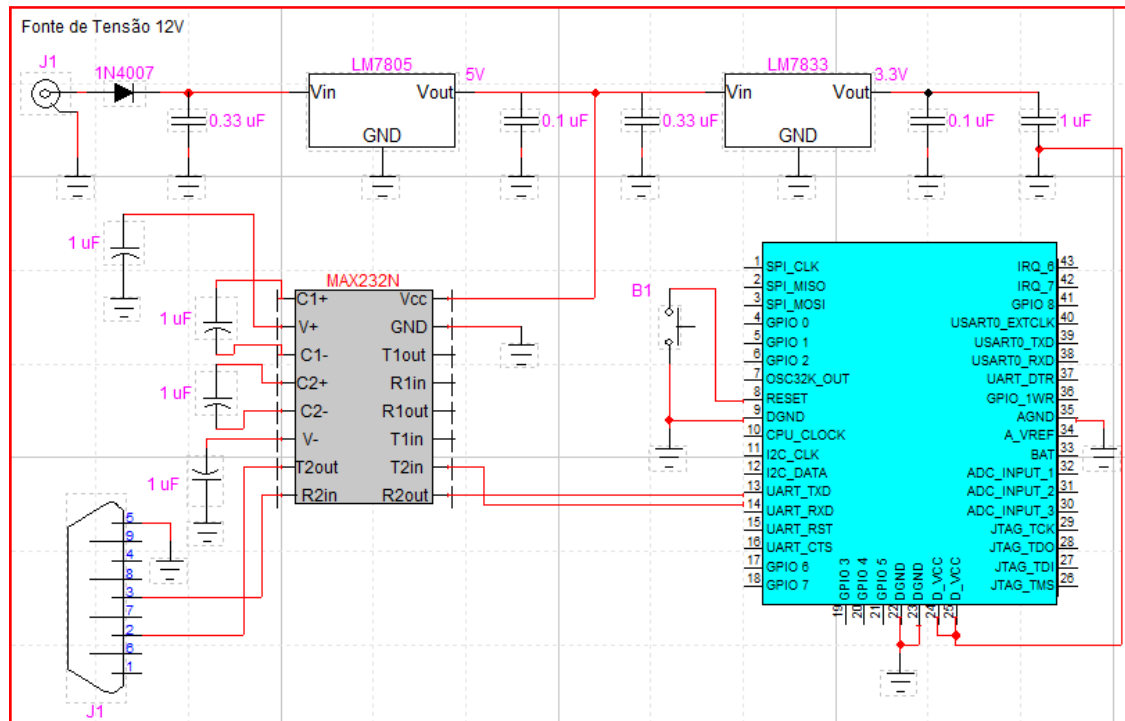 Fonte de Tensão 12V
J1
1N4007
0.33 uF
LM7805
Vin
Vout
GND
5V
0.1 uF
0.33 uF
LM7833
Vin
Vout
GND
3.3V
0.1 uF
1 uF
1 uF
1 uF
1 uF
1 uF
MAX232N
C1+
V+
C1-
C2+
C2-
V-
T2out
R2in
Vcc
GND
T1out
R1in
R1out
T1in
T2in
R2out
5
9
4
8
3
7
2
6
1
J1
B1
1 SPI_CLK
2 SPI_MISO
3 SPI_MOSI
4 GPIO 0
5 GPIO 1
6 GPIO 2
7 OSC32K_OUT
8 RESET
9 DGND
10 CPU_CLOCK
11 I2C_CLK
12 I2C_DATA
13 UART_TXD
14 UART_RXD
15 UART_RST
16 UART_CTS
17 GPIO 6
18 GPIO 7
19 GPIO 3
20 GPIO 4
21 GPIO 5
22 DGND
23 DGND
24 D_VCC
25 D_VCC
IRQ_6 43
IRQ_7 42
GPIO 8 41
USART0_EXTCLK 40
USART0_TXD 39
USART0_RXD 38
UART_DTR 37
GPIO_1WR 36
AGND 35
A_VREF 34
BAT 33
ADC_INPUT_1 32
ADC_INPUT_2 31
ADC_INPUT_3 30
JTAG_TCK 29
JTAG_TDO 28
JTAG_TDI 27
JTAG_TMS 26